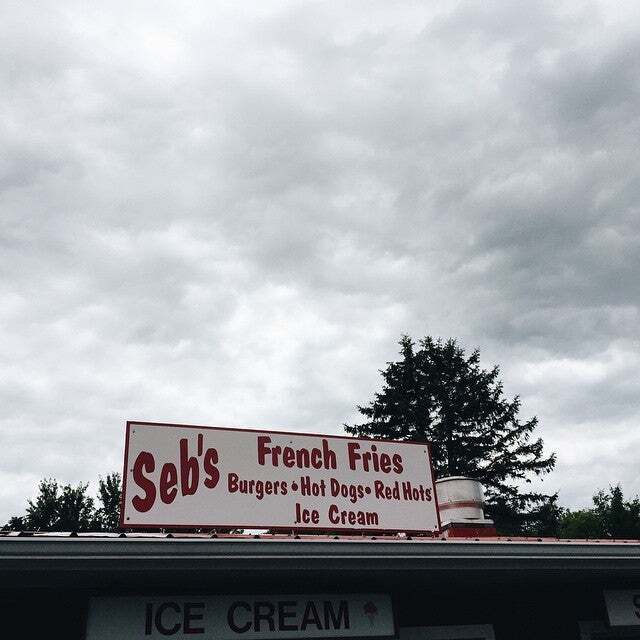 Seb's
French Fries
Burgers • Hot Dogs • Red Hots
Ice Cream
ICE CREAM